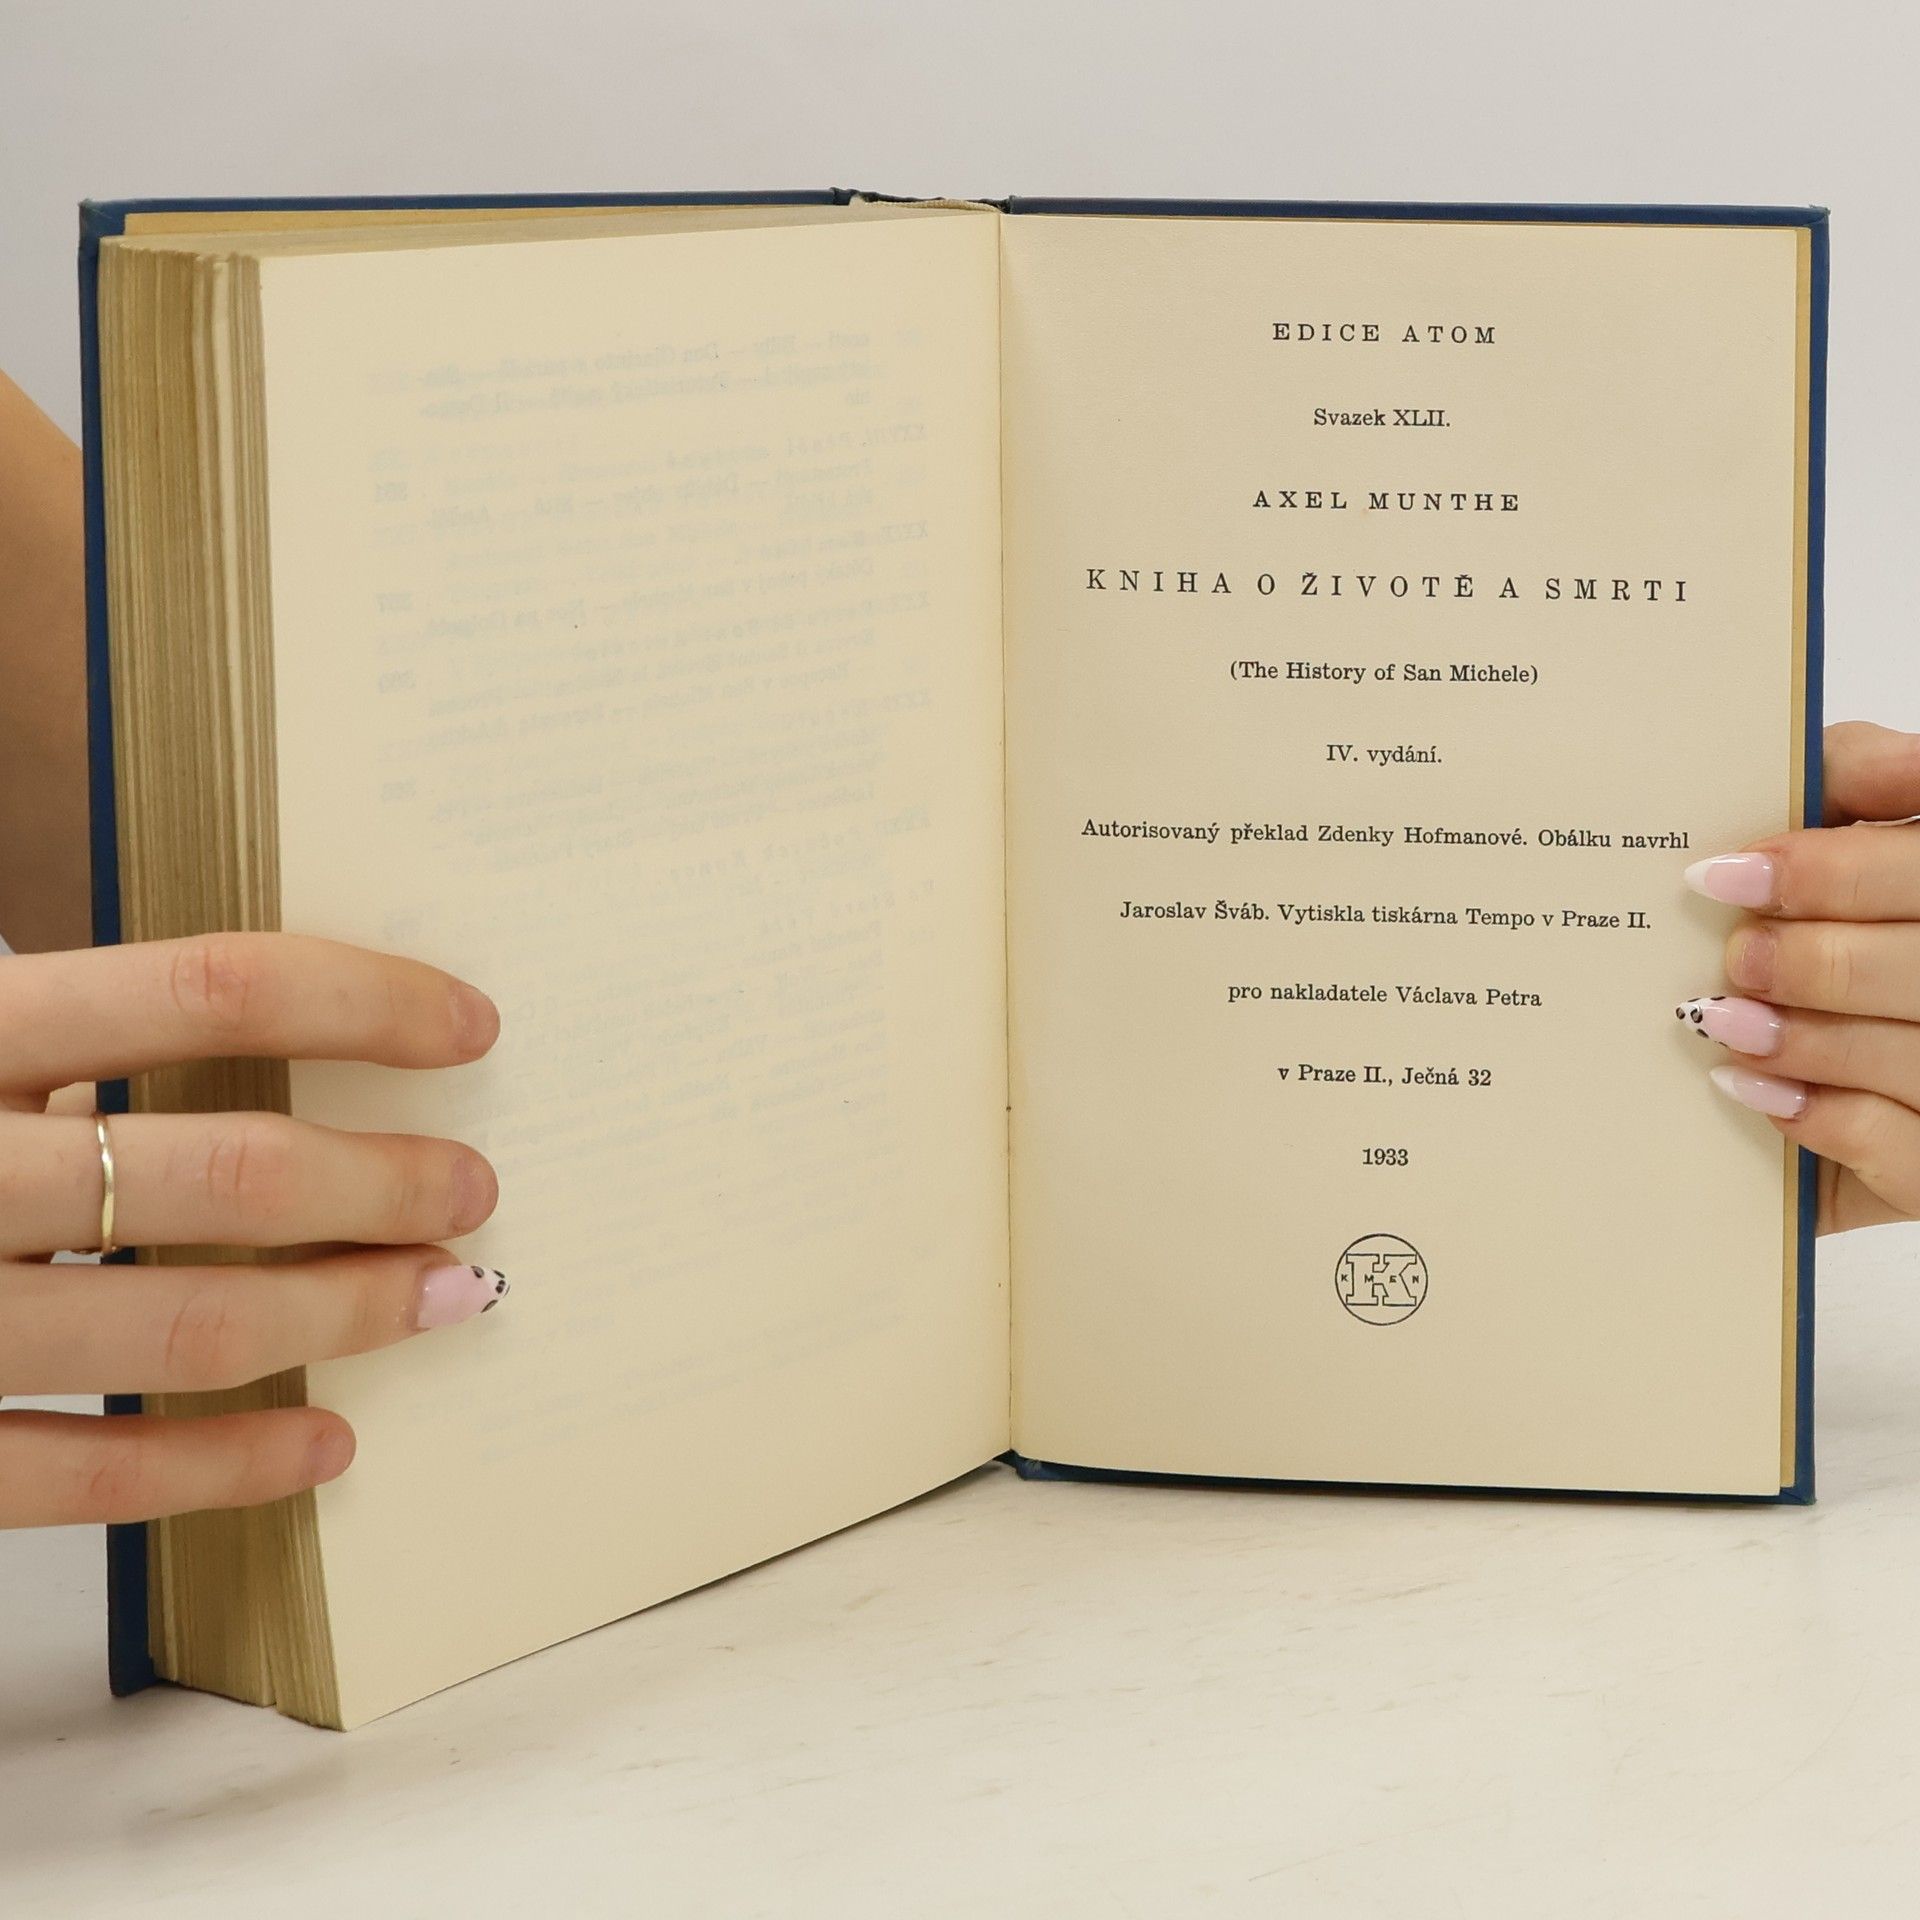 EDICE ATOM
Svazek XLII.
AXEL MUNTHE
KNIHA O ŽIVOTĚ A SMRTI
(The History of San Michele)
IV. vydání.
Autorisovaný překlad Zdenky Hofmanové. Obálku navrhl
Jaroslav Šváb. Vytiskla tiskárna Tempo v Praze II.
pro nakladatele Václava Petra
v Praze II., Ječná 32
1933
K M E N